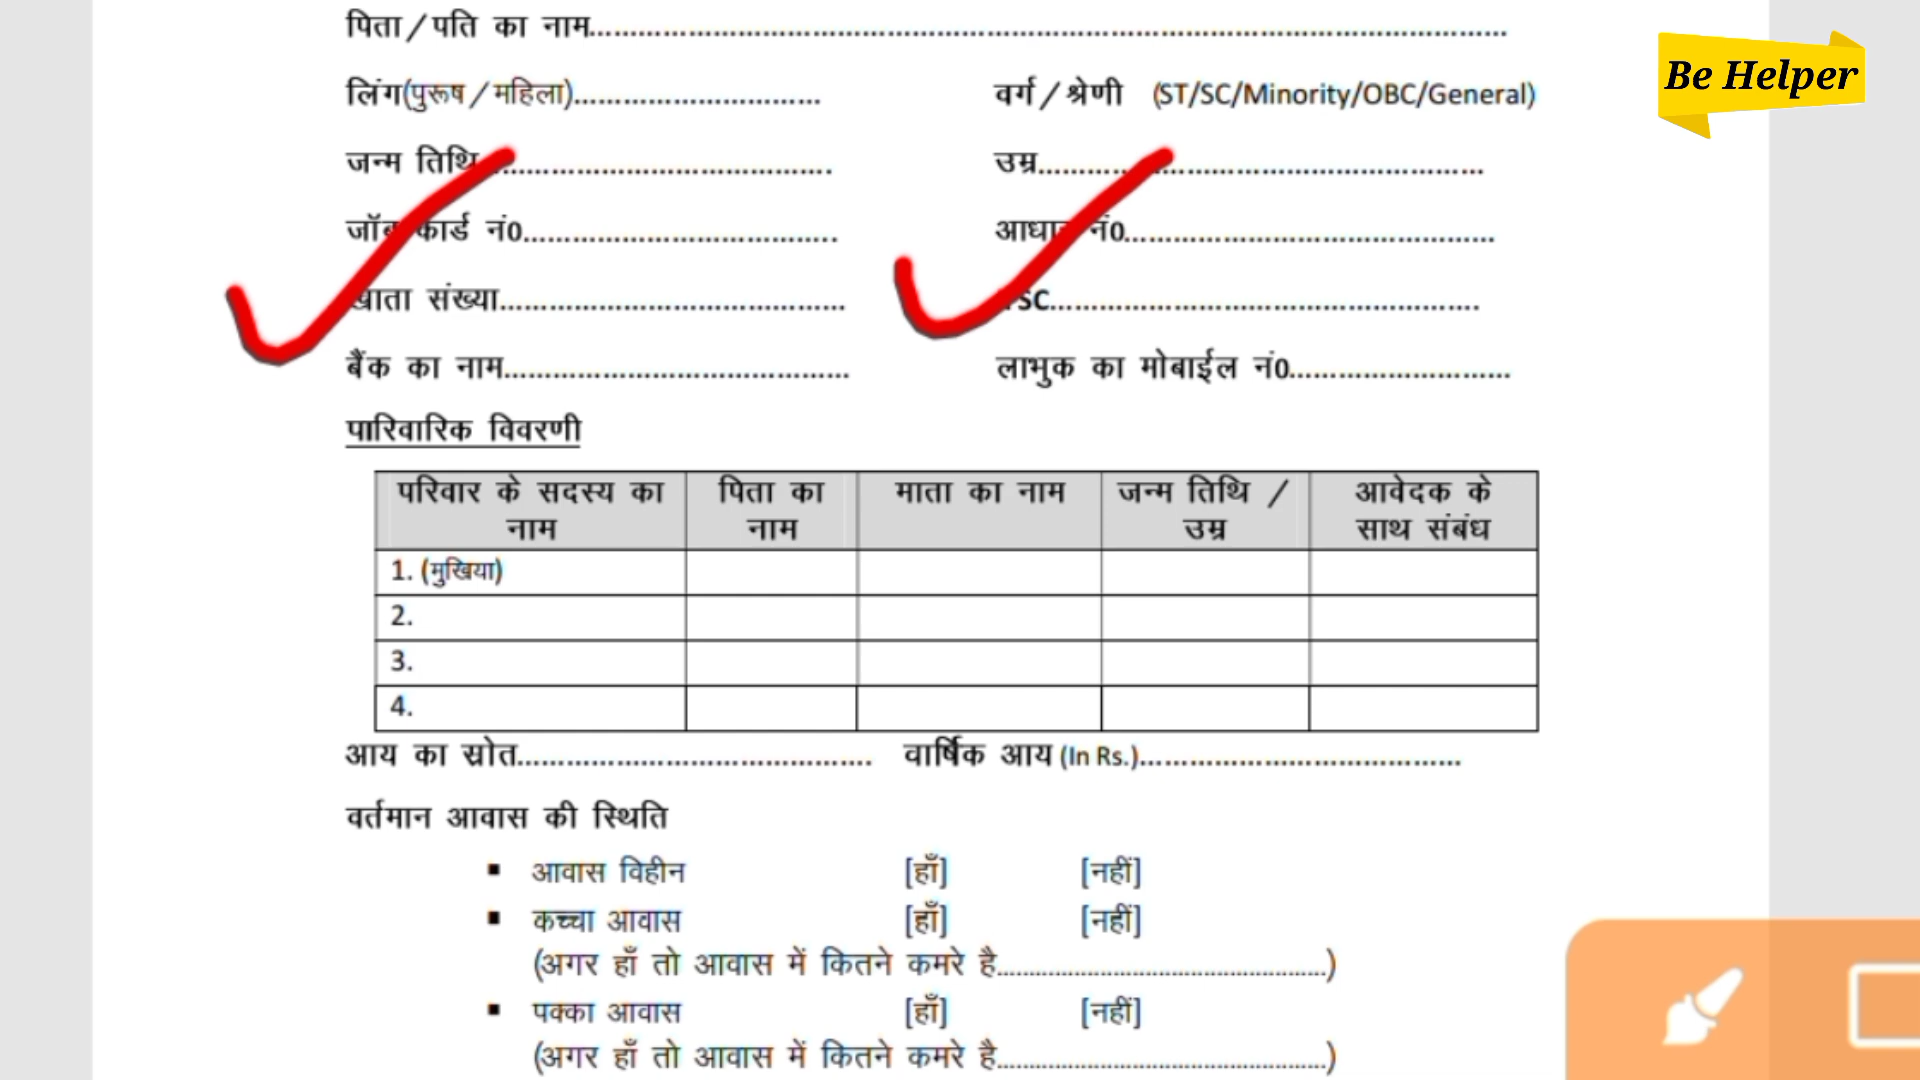 पिता/पति का नाम........................................................................................................
लिंग(पुरूष/महिला)............................. वर्ग/श्रेणी (ST/SC/Minority/OBC/General)
Be Helper
जन्म तिथि....................................... उम्र....................................................
कार्ड नं0..................................... नं0...........................................
खाता संख्या........................................ ...................................................
बैंक का नाम......................................... लाभुक का मोबाईल नं0..........................
पारिवारिक विवरणी
परिवार के सदस्य का नाम पिता का नाम माता का नाम जन्म तिथि / उम्र आवेदक के साथ संबंध
1. (मुखिया)
2.
3.
4.
आय का स्रोत.......................................... वार्षिक आय (In Rs.)......................................
वर्तमान आवास की स्थिति
▪ आवास विहीन [हाँ] [नहीं]
▪ कच्चा आवास [हाँ] [नहीं]
(अगर हाँ तो आवास में कितने कमरे है..................................................)
▪ पक्का आवास [हाँ] [नहीं]
(अगर हाँ तो आवास में कितने कमरे है..................................................)